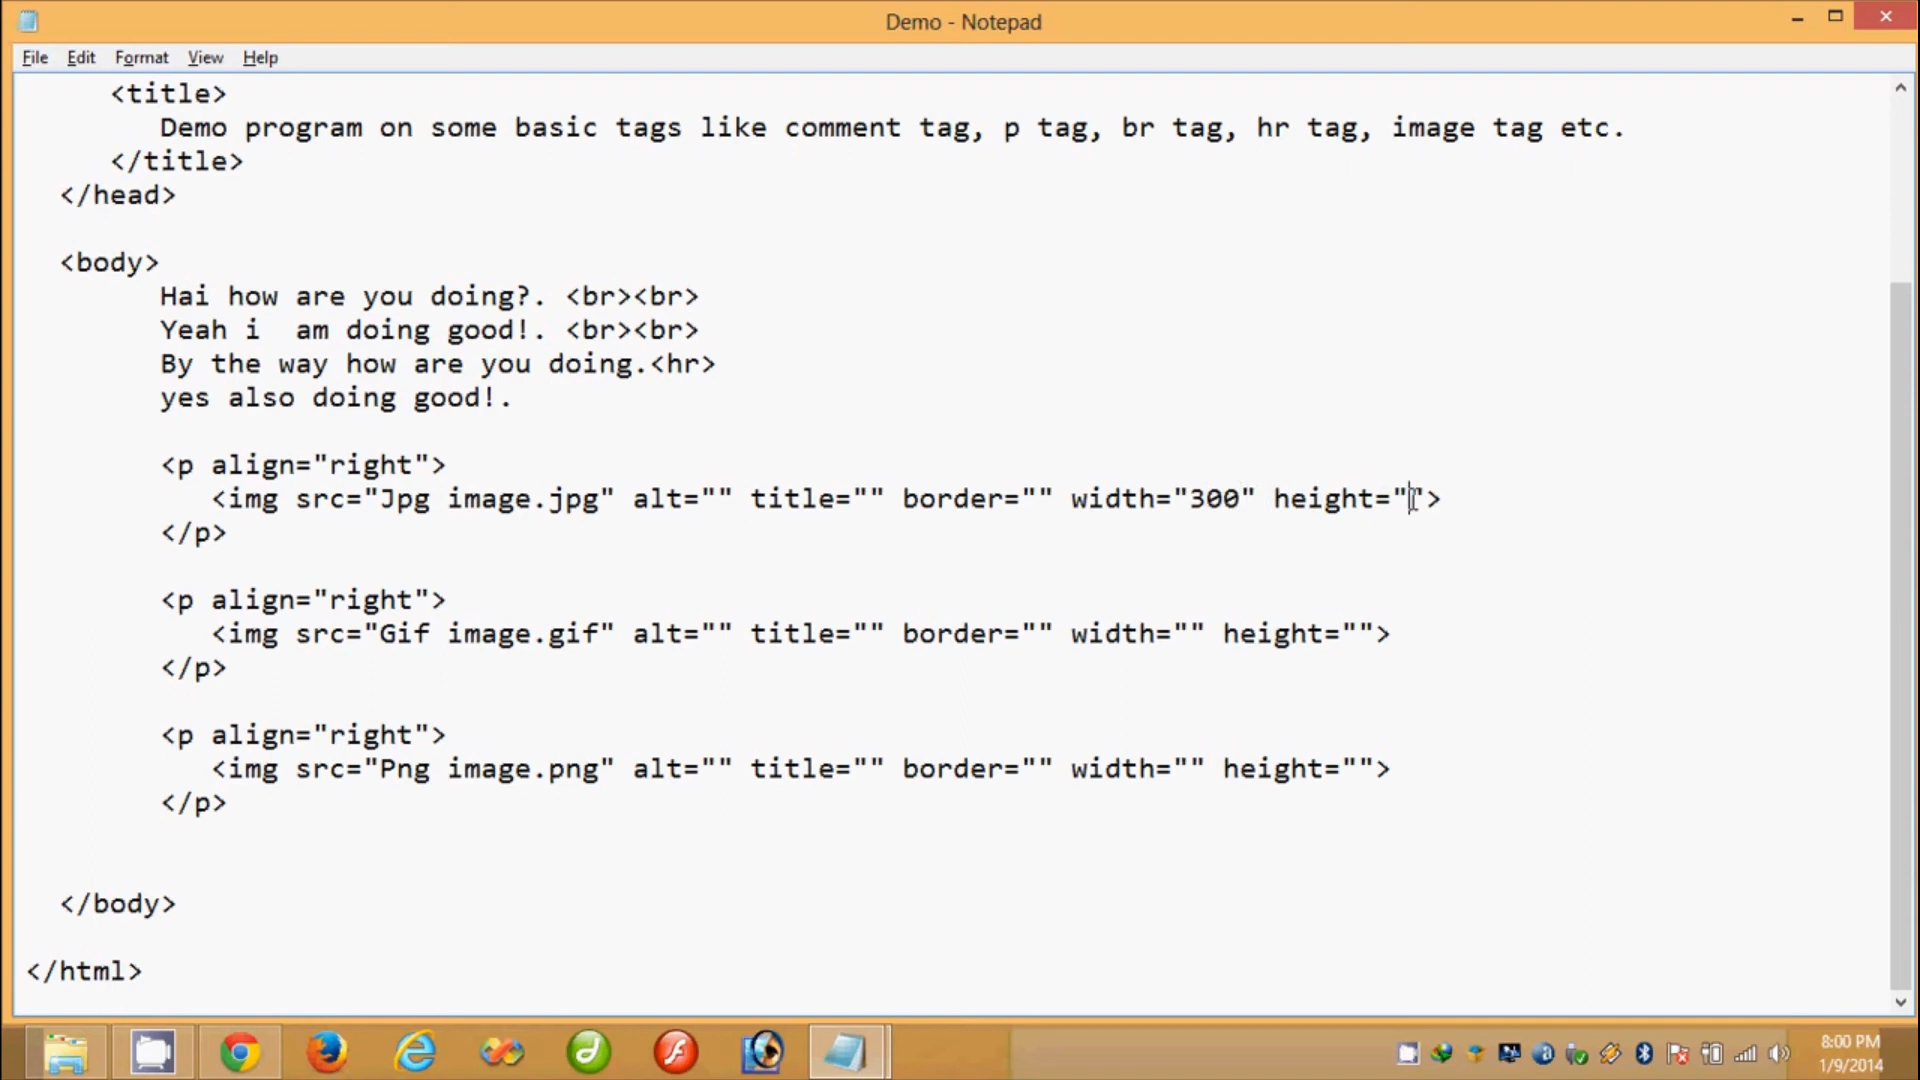 Demo - Notepad
File Edit Format View Help
<title>
Demo program on some basic tags like comment tag, p tag, br tag, hr tag, image tag etc.
</title>
</head>
<body>
Hai how are you doing?. <br><br>
Yeah i  am doing good!. <br><br>
By the way how are you doing.<hr>
yes also doing good!.
<p align="right">
<img src="Jpg image.jpg" alt="" title="" border="" width="300" height="">
</p>
<p align="right">
<img src="Gif image.gif" alt="" title="" border="" width="" height="">
</p>
<p align="right">
<img src="Png image.png" alt="" title="" border="" width="" height="">
</p>
</body>
</html>
8:00 PM
1/9/2014